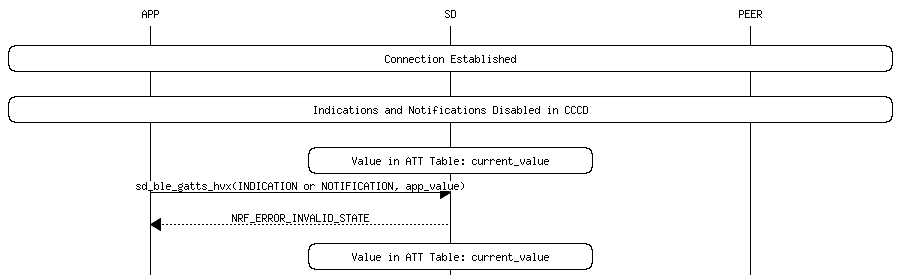 APP SD PEER
Connection Established
Indications and Notifications Disabled in CCCD
Value in ATT Table: current_value
sd_ble_gatts_hvx(INDICATION or NOTIFICATION, app_value)
NRF_ERROR_INVALID_STATE
Value in ATT Table: current_value